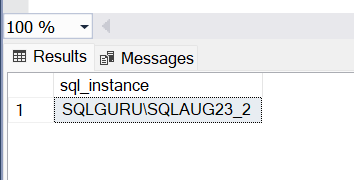 100 %
Results Messages
sql_instance
1 SQLGURU\SQLAUG23_2